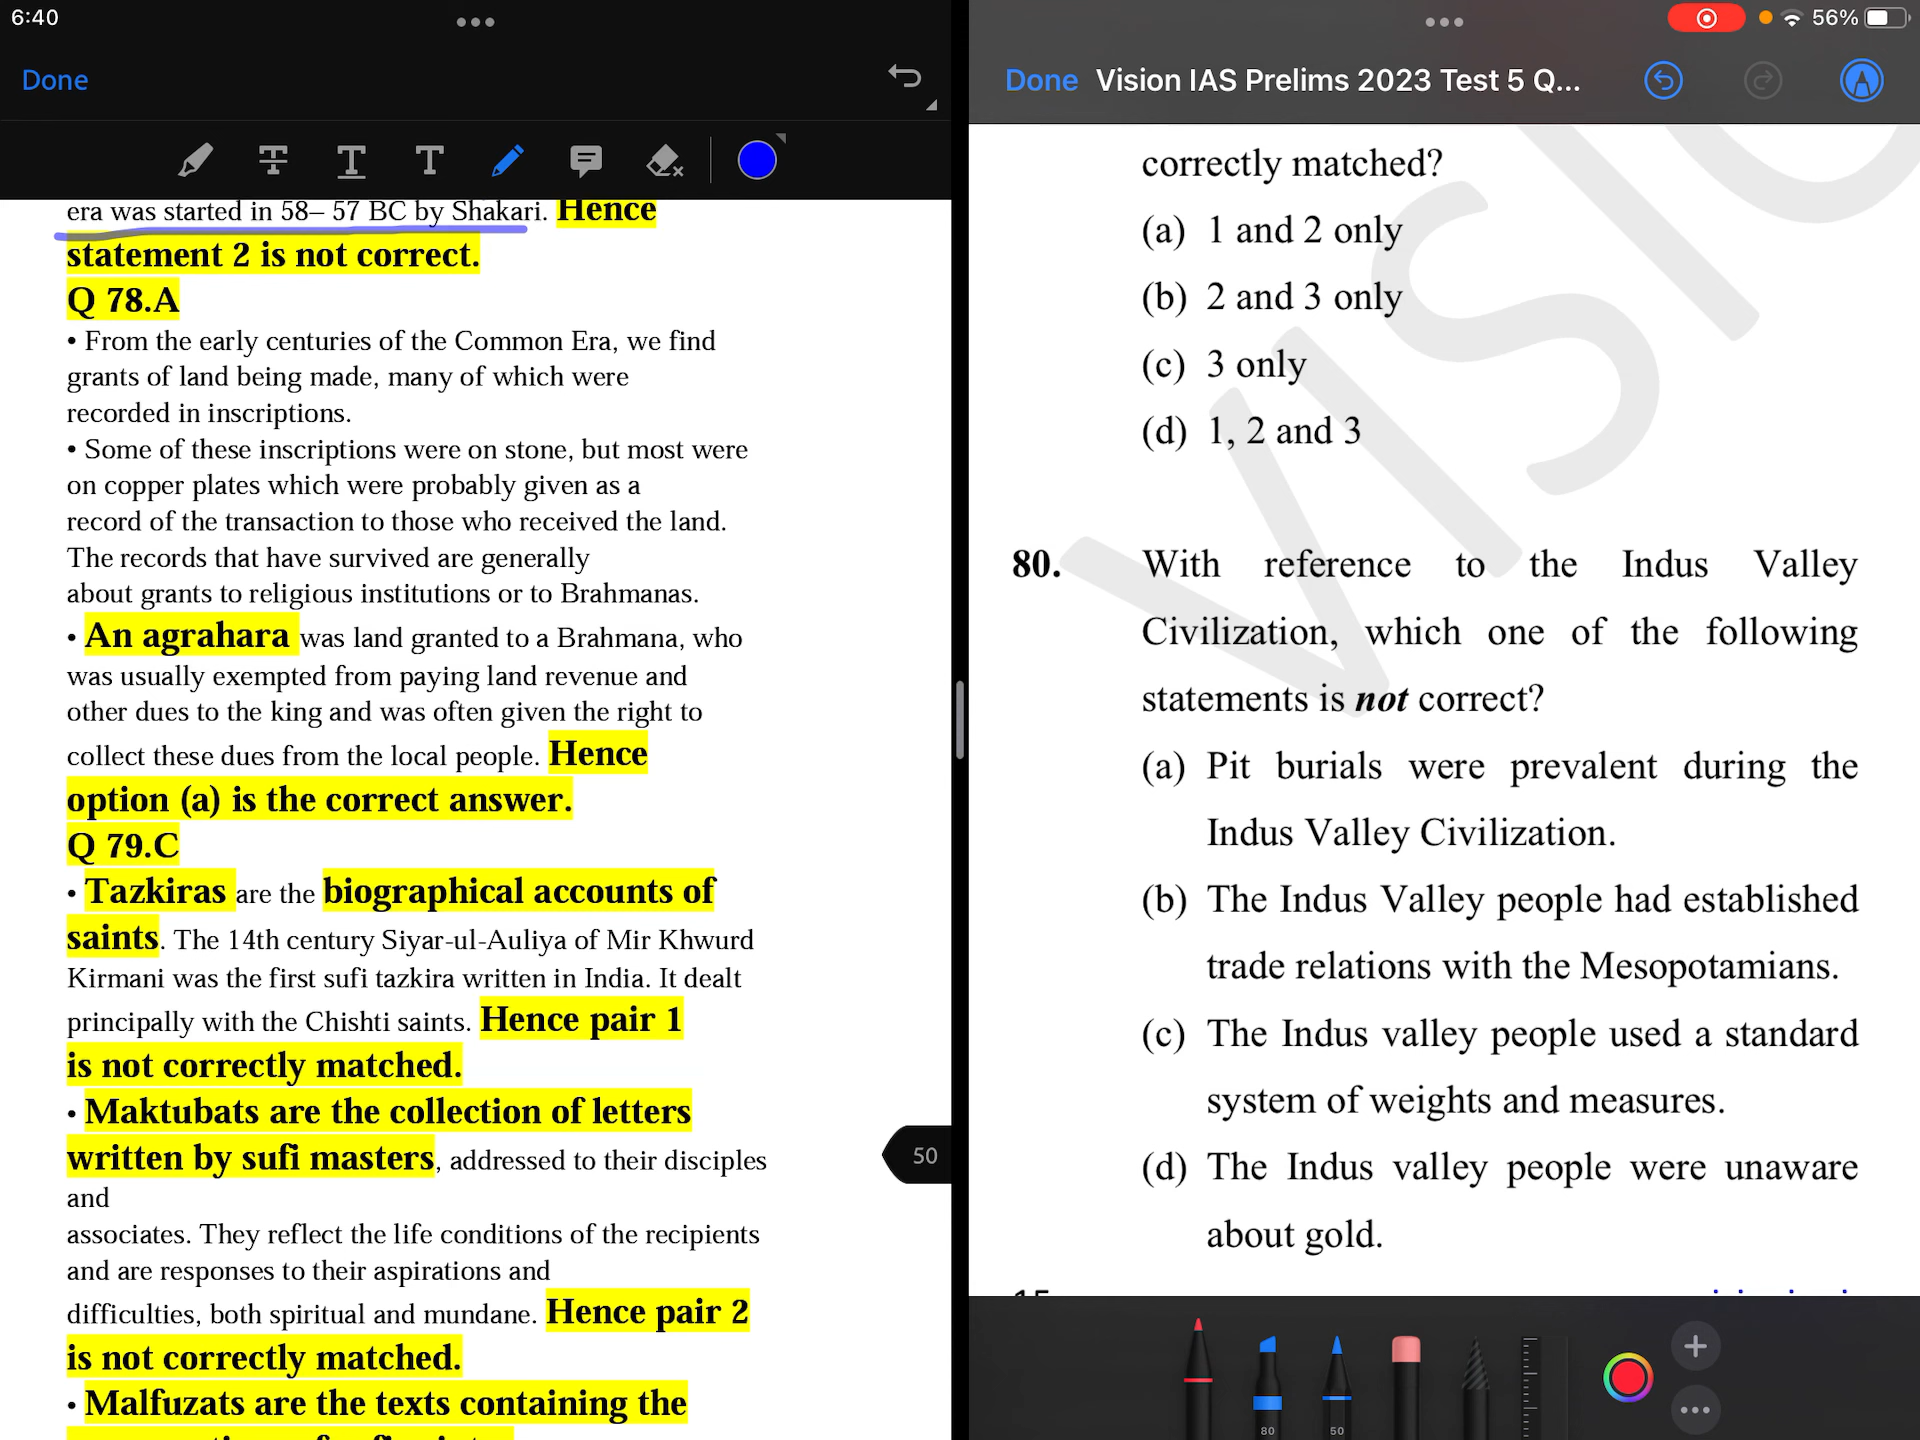 6:40
Done
era was started in 58– 57 BC by Shakari. Hence
statement 2 is not correct.
Q 78.A
• From the early centuries of the Common Era, we find
grants of land being made, many of which were
recorded in inscriptions.
• Some of these inscriptions were on stone, but most were
on copper plates which were probably given as a
record of the transaction to those who received the land.
The records that have survived are generally
about grants to religious institutions or to Brahmanas.
• An agrahara was land granted to a Brahmana, who
was usually exempted from paying land revenue and
other dues to the king and was often given the right to
collect these dues from the local people. Hence
option (a) is the correct answer.
Q 79.C
• Tazkiras are the biographical accounts of
saints. The 14th century Siyar-ul-Auliya of Mir Khwurd
Kirmani was the first sufi tazkira written in India. It dealt
principally with the Chishti saints. Hence pair 1
is not correctly matched.
• Maktubats are the collection of letters
written by sufi masters, addressed to their disciples
and
associates. They reflect the life conditions of the recipients
and are responses to their aspirations and
difficulties, both spiritual and mundane. Hence pair 2
is not correctly matched.
• Malfuzats are the texts containing the
50
56%
Done Vision IAS Prelims 2023 Test 5 Q...
correctly matched?
(a) 1 and 2 only
(b) 2 and 3 only
(c) 3 only
(d) 1, 2 and 3
80. With reference to the Indus Valley
Civilization, which one of the following
statements is not correct?
(a) Pit burials were prevalent during the
Indus Valley Civilization.
(b) The Indus Valley people had established
trade relations with the Mesopotamians.
(c) The Indus valley people used a standard
system of weights and measures.
(d) The Indus valley people were unaware
about gold.
80
50